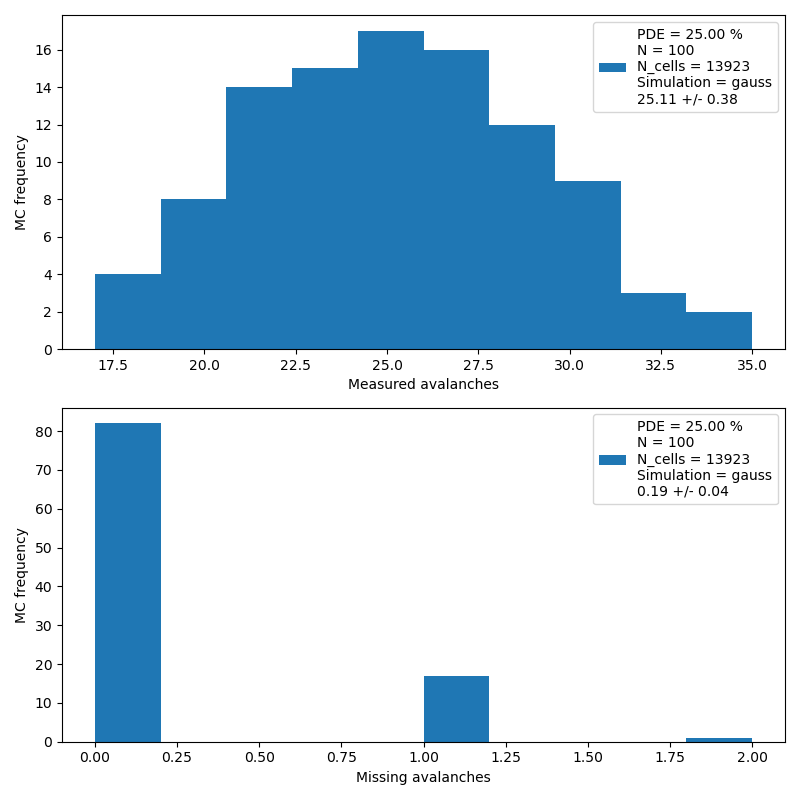 16
14
12
10
8
6
4
2
0
MC frequency
PDE = 25.00 %
N = 100
N_cells = 13923
Simulation = gauss
25.11 +/- 0.38
17.5 20.0 22.5 25.0 27.5 30.0 32.5 35.0
Measured avalanches
80
70
60
50
40
30
20
10
0
MC frequency
PDE = 25.00 %
N = 100
N_cells = 13923
Simulation = gauss
0.19 +/- 0.04
0.00 0.25 0.50 0.75 1.00 1.25 1.50 1.75 2.00
Missing avalanches